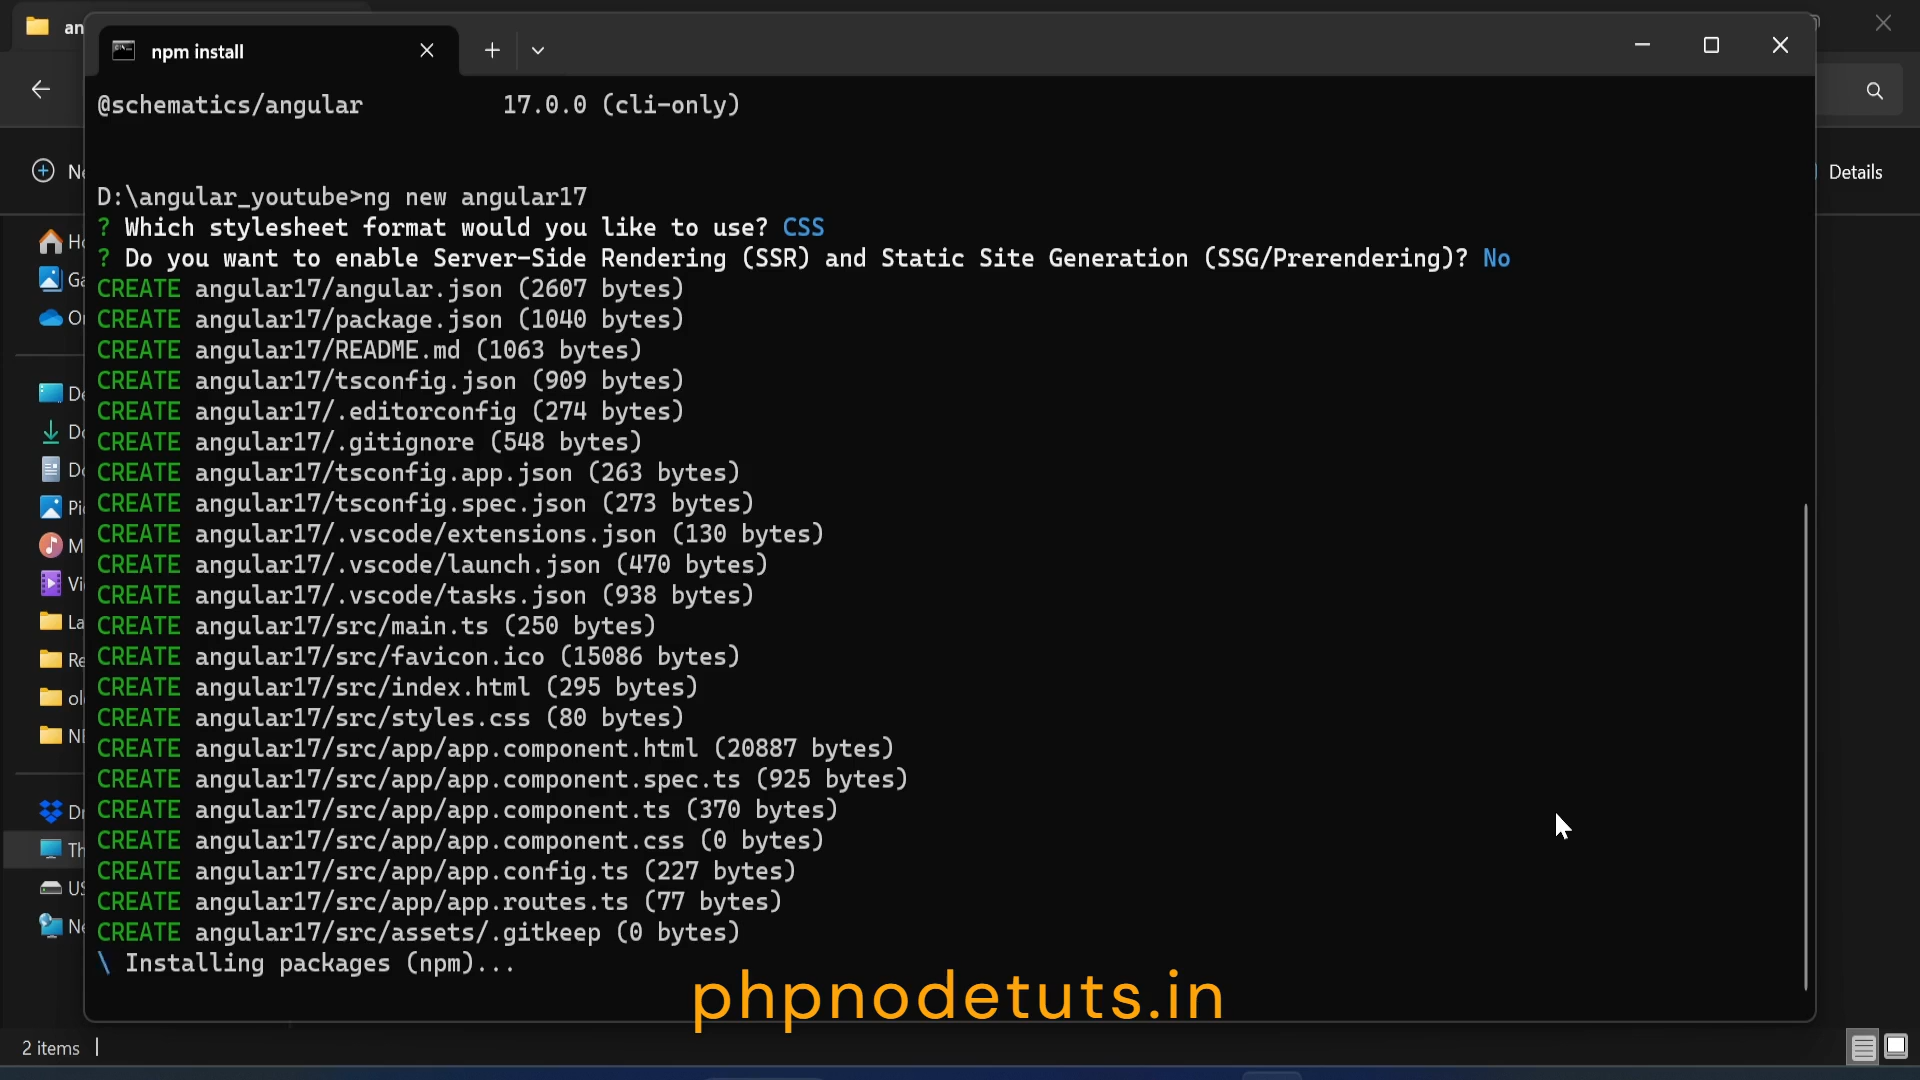 npm install
@schematics/angular 17.0.0 (cli-only)
Details
D:\angular_youtube>ng new angular17
? Which stylesheet format would you like to use? CSS
? Do you want to enable Server-Side Rendering (SSR) and Static Site Generation (SSG/Prerendering)? No
CREATE angular17/angular.json (2607 bytes)
CREATE angular17/package.json (1040 bytes)
CREATE angular17/README.md (1063 bytes)
CREATE angular17/tsconfig.json (909 bytes)
CREATE angular17/.editorconfig (274 bytes)
CREATE angular17/.gitignore (548 bytes)
CREATE angular17/tsconfig.app.json (263 bytes)
CREATE angular17/tsconfig.spec.json (273 bytes)
CREATE angular17/.vscode/extensions.json (130 bytes)
CREATE angular17/.vscode/launch.json (470 bytes)
CREATE angular17/.vscode/tasks.json (938 bytes)
CREATE angular17/src/main.ts (250 bytes)
CREATE angular17/src/favicon.ico (15086 bytes)
CREATE angular17/src/index.html (295 bytes)
CREATE angular17/src/styles.css (80 bytes)
CREATE angular17/src/app/app.component.html (20887 bytes)
CREATE angular17/src/app/app.component.spec.ts (925 bytes)
CREATE angular17/src/app/app.component.ts (370 bytes)
CREATE angular17/src/app/app.component.css (0 bytes)
CREATE angular17/src/app/app.config.ts (227 bytes)
CREATE angular17/src/app/app.routes.ts (77 bytes)
CREATE angular17/src/assets/.gitkeep (0 bytes)
\ Installing packages (npm)...
phpnodetuts.in
2 items